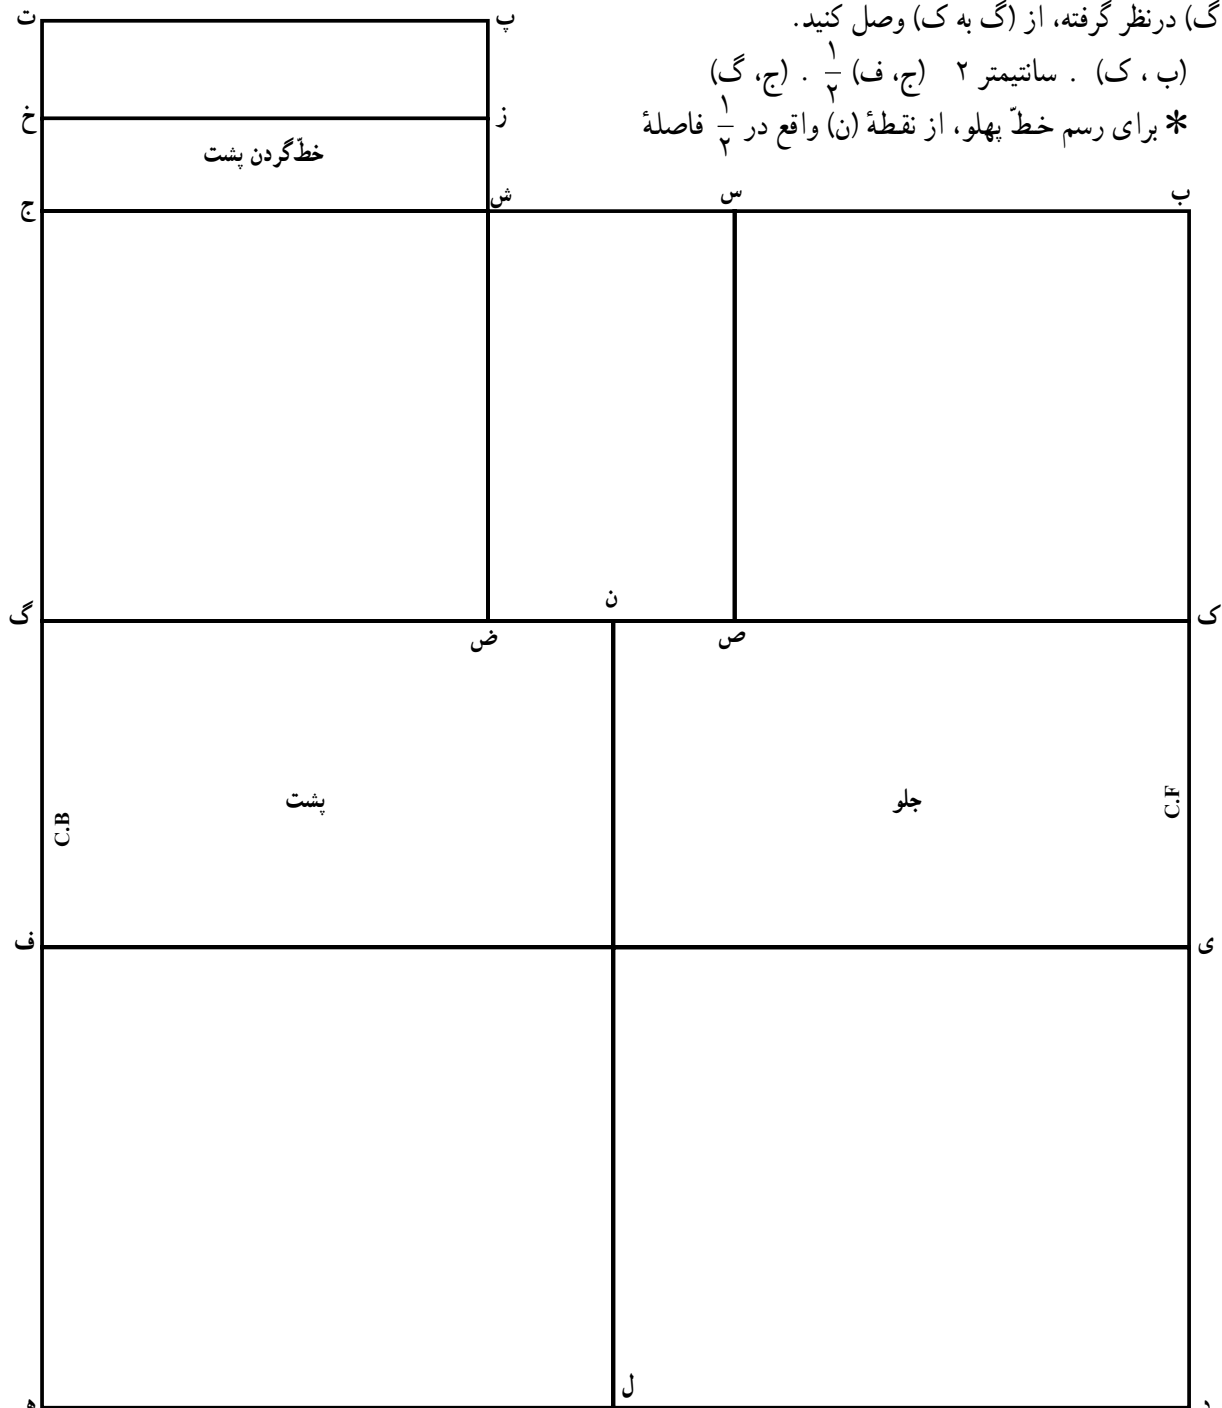 گ) درنظر گرفته، از (گ به ک) وصل کنید.
(ب ، ک) . سانتیمتر ۲ (ج، ف) ۱/۲ . (ج، گ)
* برای رسم خطّ پهلو، از نقطهٔ (ن) واقع در ۱/۲ فاصلهٔ
ت
پ
خ
ز
خطّ گردن پشت
ج
ش
س
ب
گ
ن
ک
ض
ص
پشت
جلو
C.B
C.F
ف
ی
ل
ه
د